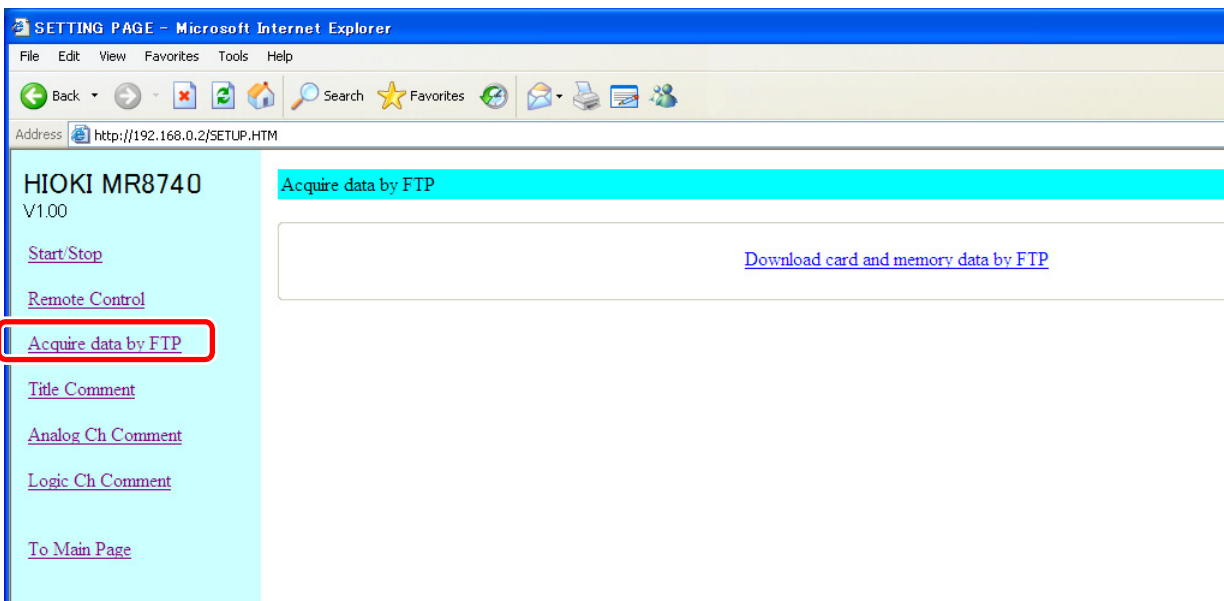 SETTING PAGE - Microsoft Internet Explorer
File Edit View Favorites Tools Help
Back Search Favorites
Address http://192.168.0.2/SETUP.HTM
HIOKI MR8740
V1.00
Start/Stop
Remote Control
Acquire data by FTP
Title Comment
Analog Ch Comment
Logic Ch Comment
To Main Page
Acquire data by FTP
Download card and memory data by FTP